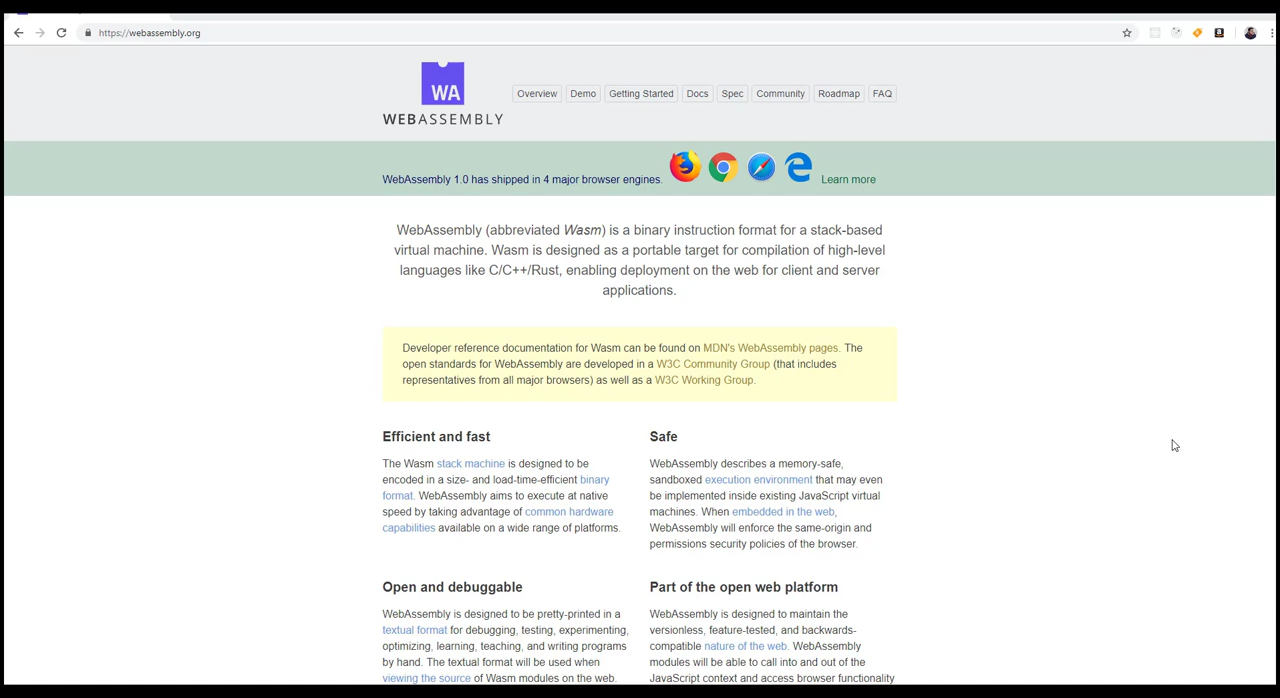 https://webassembly.org
WA
WEBASSEMBLY
Overview Demo Getting Started Docs Spec Community Roadmap FAQ
WebAssembly 1.0 has shipped in 4 major browser engines. Learn more
WebAssembly (abbreviated Wasm) is a binary instruction format for a stack-based
virtual machine. Wasm is designed as a portable target for compilation of high-level
languages like C/C++/Rust, enabling deployment on the web for client and server
applications.
Developer reference documentation for Wasm can be found on MDN's WebAssembly pages. The
open standards for WebAssembly are developed in a W3C Community Group (that includes
representatives from all major browsers) as well as a W3C Working Group.
Efficient and fast
The Wasm stack machine is designed to be
encoded in a size- and load-time-efficient binary
format. WebAssembly aims to execute at native
speed by taking advantage of common hardware
capabilities available on a wide range of platforms.
Safe
WebAssembly describes a memory-safe,
sandboxed execution environment that may even
be implemented inside existing JavaScript virtual
machines. When embedded in the web,
WebAssembly will enforce the same-origin and
permissions security policies of the browser.
Open and debuggable
WebAssembly is designed to be pretty-printed in a
textual format for debugging, testing, experimenting,
optimizing, learning, teaching, and writing programs
by hand. The textual format will be used when
viewing the source of Wasm modules on the web.
Part of the open web platform
WebAssembly is designed to maintain the
versionless, feature-tested, and backwards-
compatible nature of the web. WebAssembly
modules will be able to call into and out of the
JavaScript context and access browser functionality